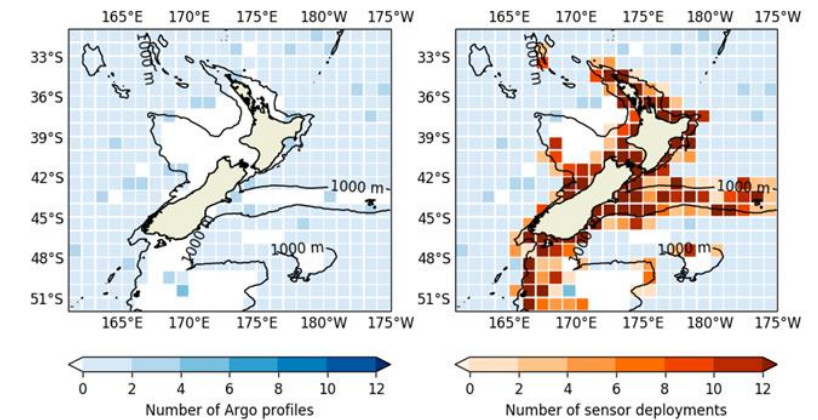 165°E 170°E 175°E 180°W 175°W
165°E 170°E 175°E 180°W 175°W
33°S
36°S
39°S
42°S
45°S
48°S
51°S
1000 m
1000 m
1000 m
1000 m
165°E 170°E 175°E 180°W 175°W
0 2 4 6 8 10 12
Number of Argo profiles
33°S
36°S
39°S
42°S
45°S
48°S
51°S
1000 m
1000 m
1000 m
1000 m
165°E 170°E 175°E 180°W 175°W
0 2 4 6 8 10 12
Number of sensor deployments